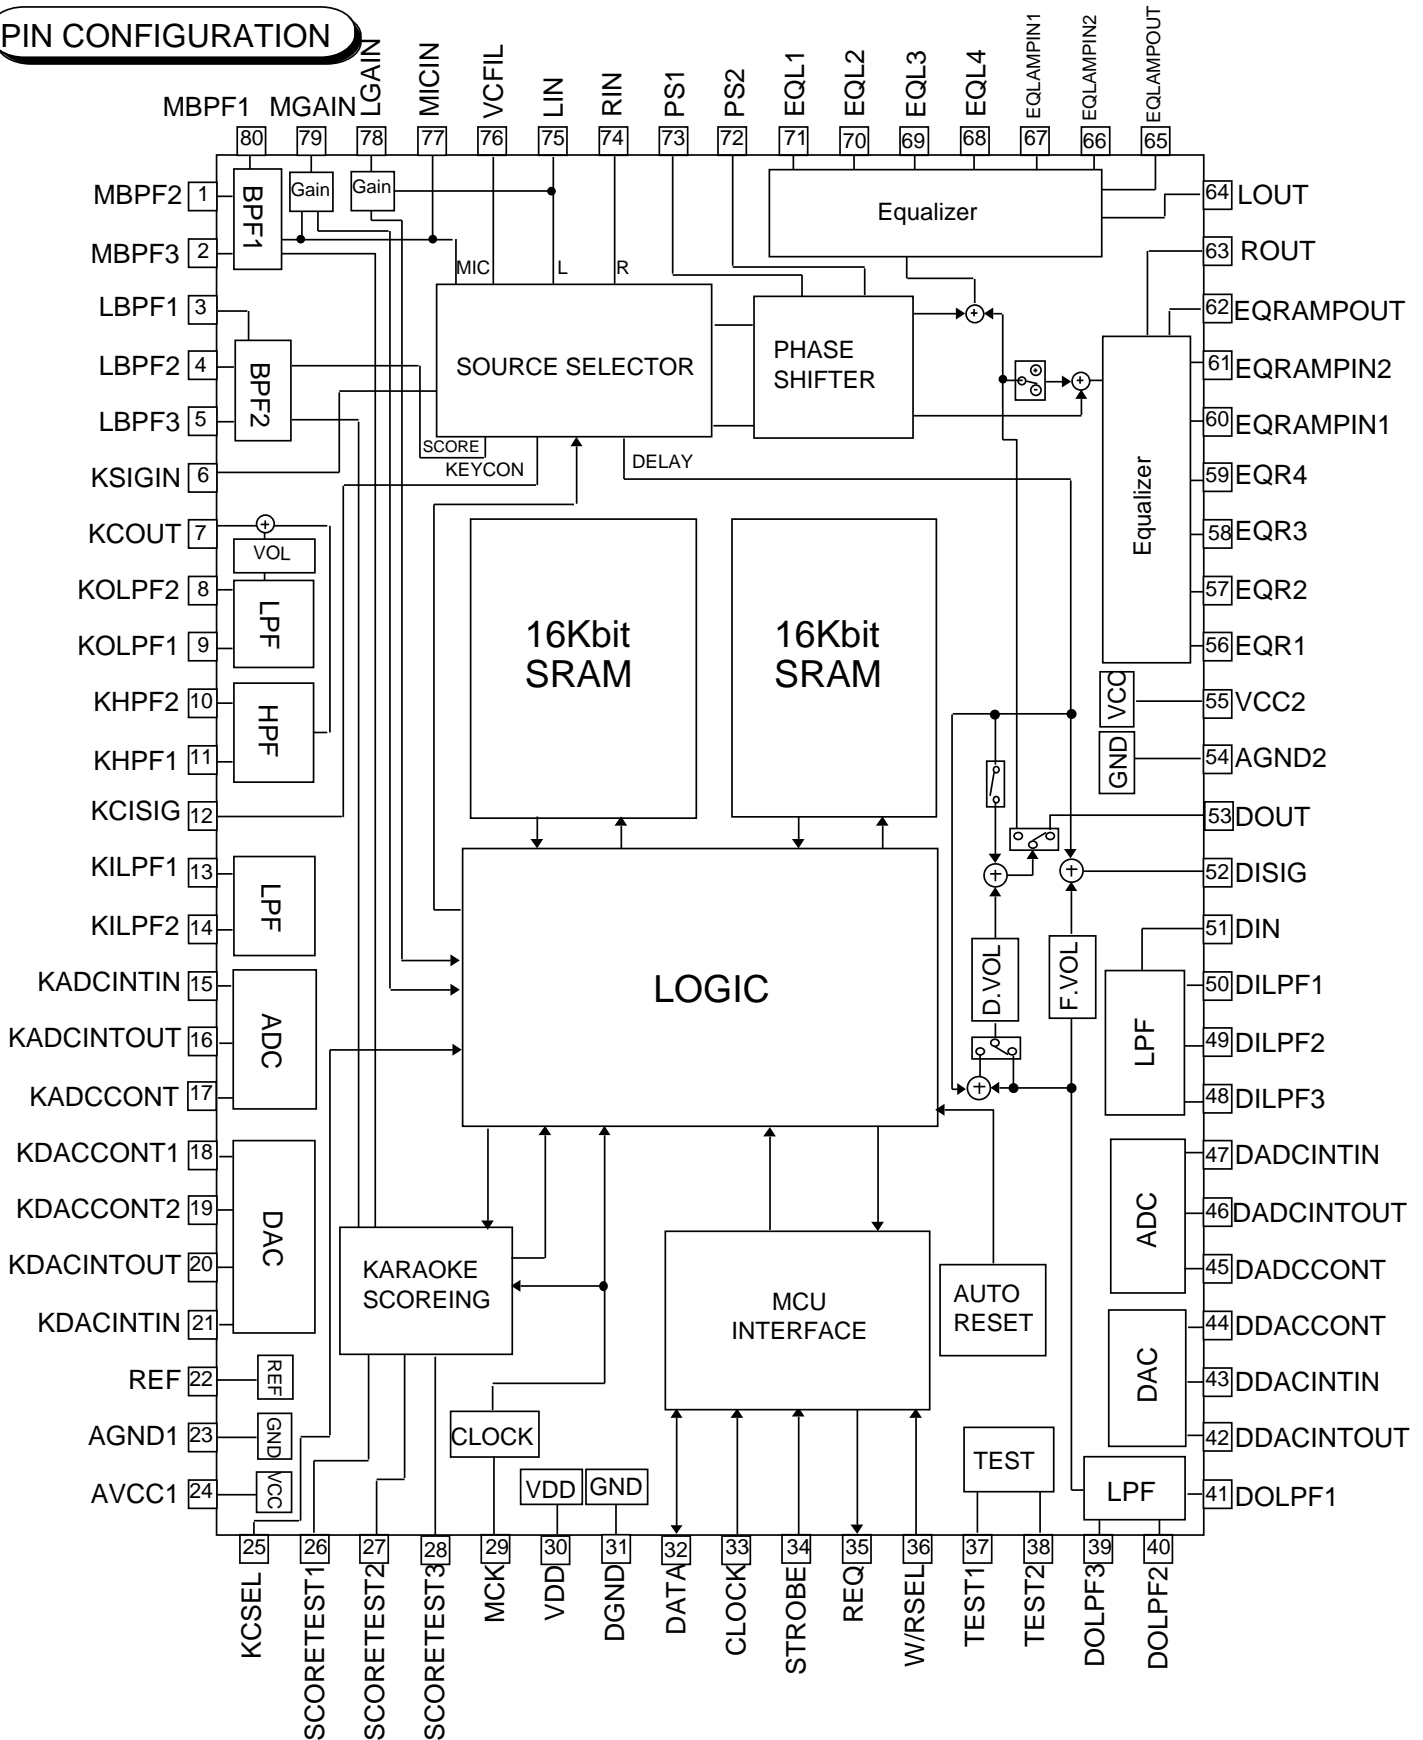 PIN CONFIGURATION
MBPF1
MGAIN
LGAIN
MICIN
VCFIL
LIN
RIN
PS1
PS2
EQL1
EQL2
EQL3
EQL4
EQLAMPIN1
EQLAMPIN2
EQLAMPOUT
80
79
78
77
76
75
74
73
72
71
70
69
68
67
66
65
MBPF2 1
MBPF3 2
LBPF1 3
LBPF2 4
LBPF3 5
KSIGIN 6
KCOUT 7
KOLPF2 8
KOLPF1 9
KHPF2 10
KHPF1 11
KCISIG 12
KILPF1 13
KILPF2 14
KADCINTIN 15
KADCINTOUT 16
KADCCONT 17
KDACCONT1 18
KDACCONT2 19
KDACINTOUT 20
KDACINTIN 21
REF 22
AGND1 23
AVCC1 24
BPF1
Gain
Gain
BPF2
VOL
LPF
HPF
LPF
ADC
DAC
REF
GND
VCC
MIC
L
R
SOURCE SELECTOR
SCORE
KEYCON
DELAY
PHASE
SHIFTER
Equalizer
Equalizer
16Kbit
SRAM
16Kbit
SRAM
LOGIC
D.VOL
F.VOL
VCC
GND
LPF
ADC
DAC
LPF
KARAOKE
SCOREING
MCU
INTERFACE
AUTO
RESET
CLOCK
VDD
GND
TEST
64 LOUT
63 ROUT
62 EQRAMPOUT
61 EQRAMPIN2
60 EQRAMPIN1
59 EQR4
58 EQR3
57 EQR2
56 EQR1
55 VCC2
54 AGND2
53 DOUT
52 DISIG
51 DIN
50 DILPF1
49 DILPF2
48 DILPF3
47 DADCINTIN
46 DADCINTOUT
45 DADCCONT
44 DDACCONT
43 DDACINTIN
42 DDACINTOUT
41 DOLPF1
25
26
27
28
29
30
31
32
33
34
35
36
37
38
39
40
KCSEL
SCORETEST1
SCORETEST2
SCORETEST3
MCK
VDD
DGND
DATA
CLOCK
STROBE
REQ
W/RSEL
TEST1
TEST2
DOLPF3
DOLPF2